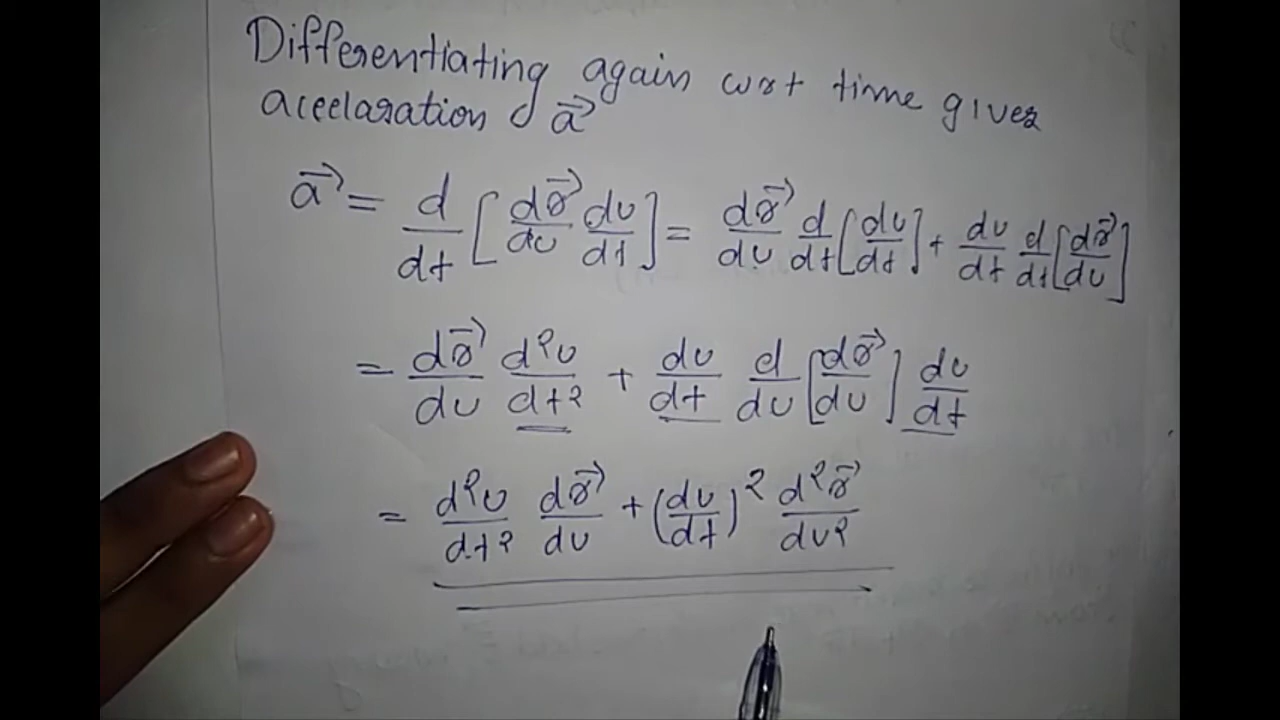 Differentiating again wrt time gives
acceelaration a⃗
a⃗ = d/dt [dr⃗/du du/dt] = dr⃗/du d/dt [du/dt] + du/dt d/dt [dr⃗/du]
= dr⃗/du d²u/dt² + du/dt d/du [dr⃗/du] du/dt
= d²u/dt² dr⃗/du + (du/dt)² d²r⃗/du²